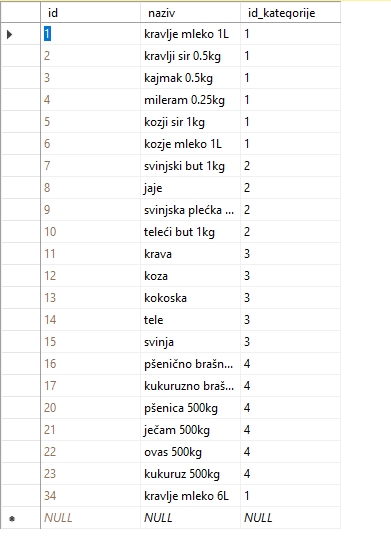 id naziv id_kategorije
1 kravlje mleko 1L 1
2 kravlji sir 0.5kg 1
3 kajmak 0.5kg 1
4 mileram 0.25kg 1
5 kozji sir 1kg 1
6 kozje mleko 1L 1
7 svinjski but 1kg 2
8 jaje 2
9 svinjska plećka ... 2
10 teleći but 1kg 2
11 krava 3
12 koza 3
13 kokoska 3
14 tele 3
15 svinja 3
16 pšenično brašn... 4
17 kukuruzno braš... 4
20 pšenica 500kg 4
21 ječam 500kg 4
22 ovas 500kg 4
23 kukuruz 500kg 4
34 kravlje mleko 6L 1
NULL NULL NULL